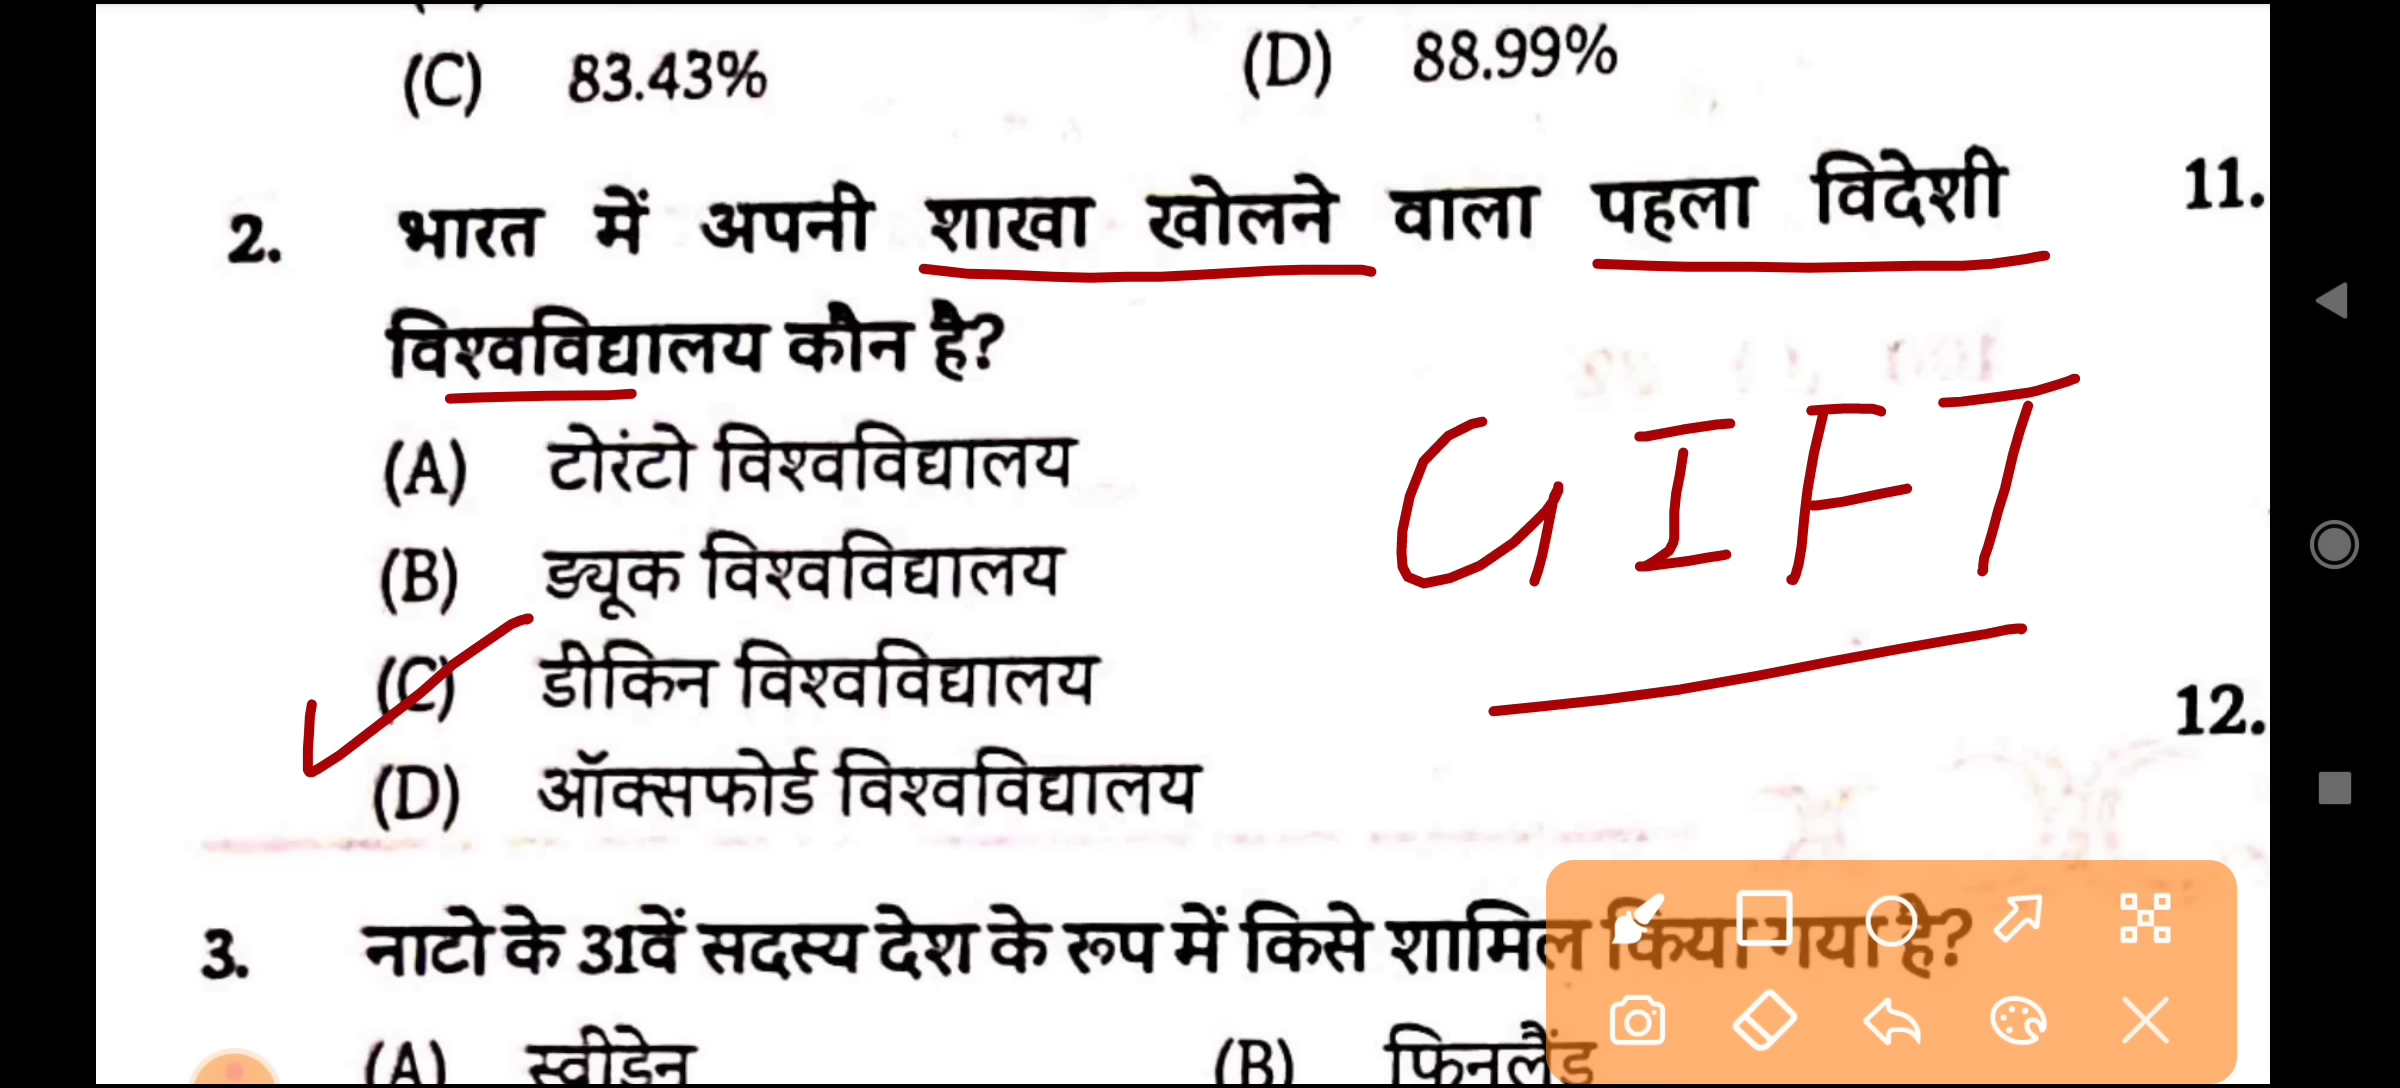 (C) 83.43% (D) 88.99%
2. भारत में अपनी शाखा खोलने वाला पहला विदेशी 11.
विश्वविद्यालय कौन है?
(A) टोरंटो विश्वविद्यालय
GIFT
(B) ड्यूक विश्वविद्यालय
(C) डीकिन विश्वविद्यालय
12.
(D) ऑक्सफोर्ड विश्वविद्यालय
3. नाटो के 31वें सदस्य देश के रूप में किसे शामिल किया गया है?
(A) स्वीडेन (B) फिनलैंड